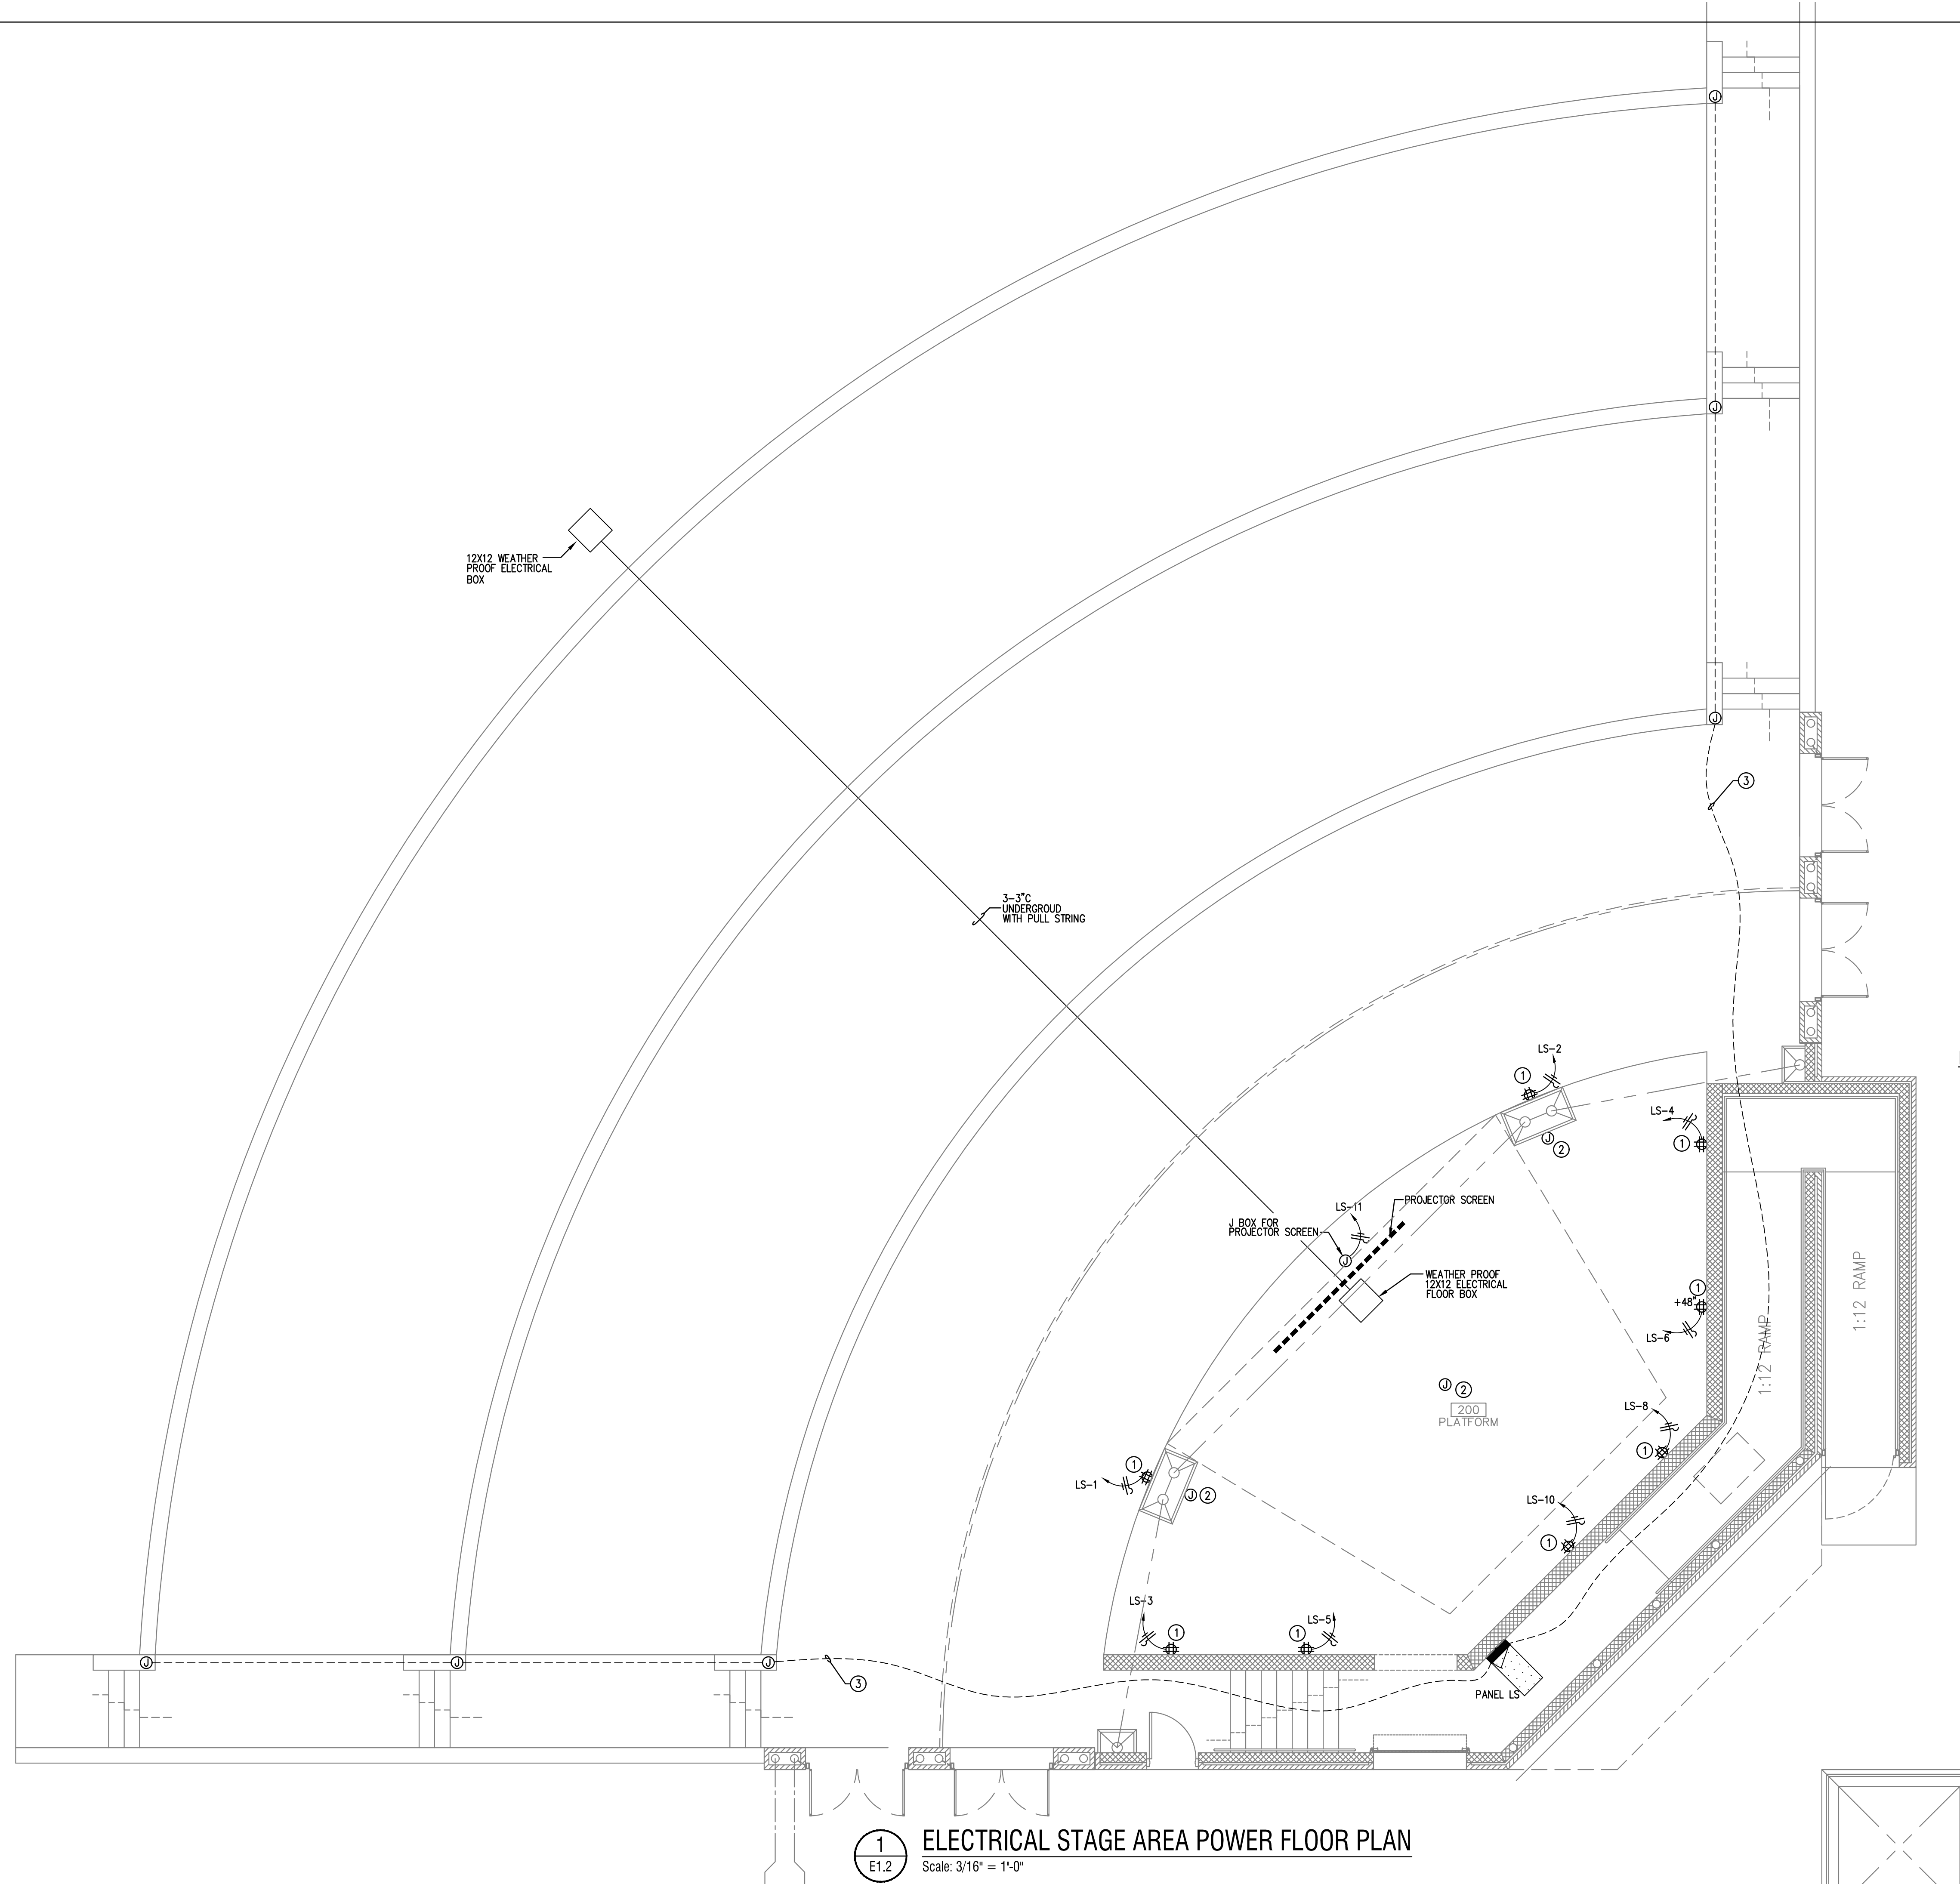 J
J
12X12 WEATHER
PROOF ELECTRICAL
BOX
J
3
3-3"C
UNDERGROUD
WITH PULL STRING
LS-2
1
LS-4
1
J
2
PROJECTOR SCREEN
LS-11
J BOX FOR
PROJECTOR SCREEN
J
WEATHER PROOF
12X12 ELECTRICAL
FLOOR BOX
1
+48"
LS-6
1:12 RAMP
1:12 RAMP
J
2
200
PLATFORM
LS-8
1
1
LS-1
J
2
LS-10
1
LS-3
1
LS-5
1
J
J
J
3
PANEL LS
1
E1.2
ELECTRICAL STAGE AREA POWER FLOOR PLAN
Scale: 3/16" = 1'-0"